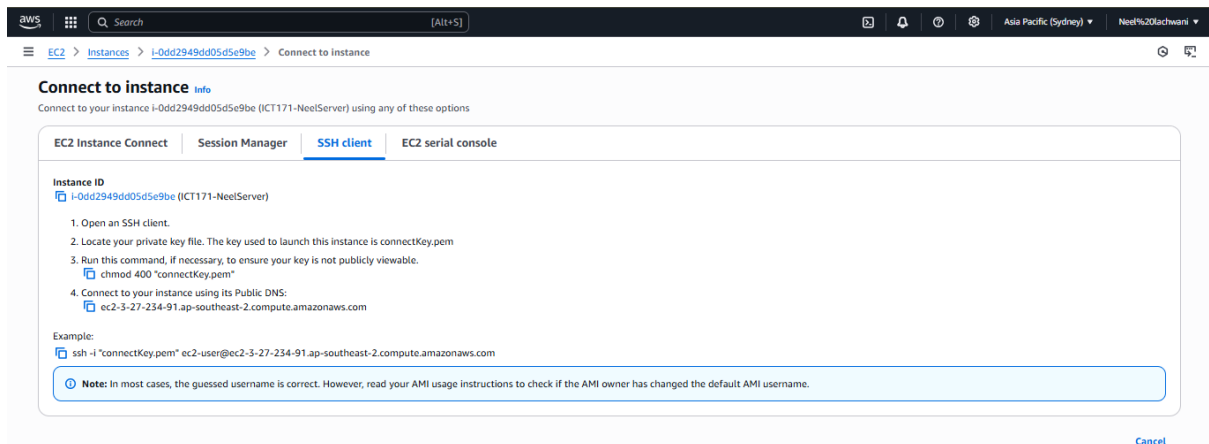 aws Search [Alt+S] Asia Pacific (Sydney) Neel%20lachwani
EC2 > Instances > i-0dd2949dd05d5e9be > Connect to instance
Connect to instance Info
Connect to your instance i-0dd2949dd05d5e9be (ICT171-NeelServer) using any of these options
EC2 Instance Connect Session Manager SSH client EC2 serial console
Instance ID
i-0dd2949dd05d5e9be (ICT171-NeelServer)
1. Open an SSH client.
2. Locate your private key file. The key used to launch this instance is connectKey.pem
3. Run this command, if necessary, to ensure your key is not publicly viewable.
chmod 400 "connectKey.pem"
4. Connect to your instance using its Public DNS:
ec2-3-27-234-91.ap-southeast-2.compute.amazonaws.com
Example:
ssh -i "connectKey.pem" ec2-user@ec2-3-27-234-91.ap-southeast-2.compute.amazonaws.com
Note: In most cases, the guessed username is correct. However, read your AMI usage instructions to check if the AMI owner has changed the default AMI username.
Cancel